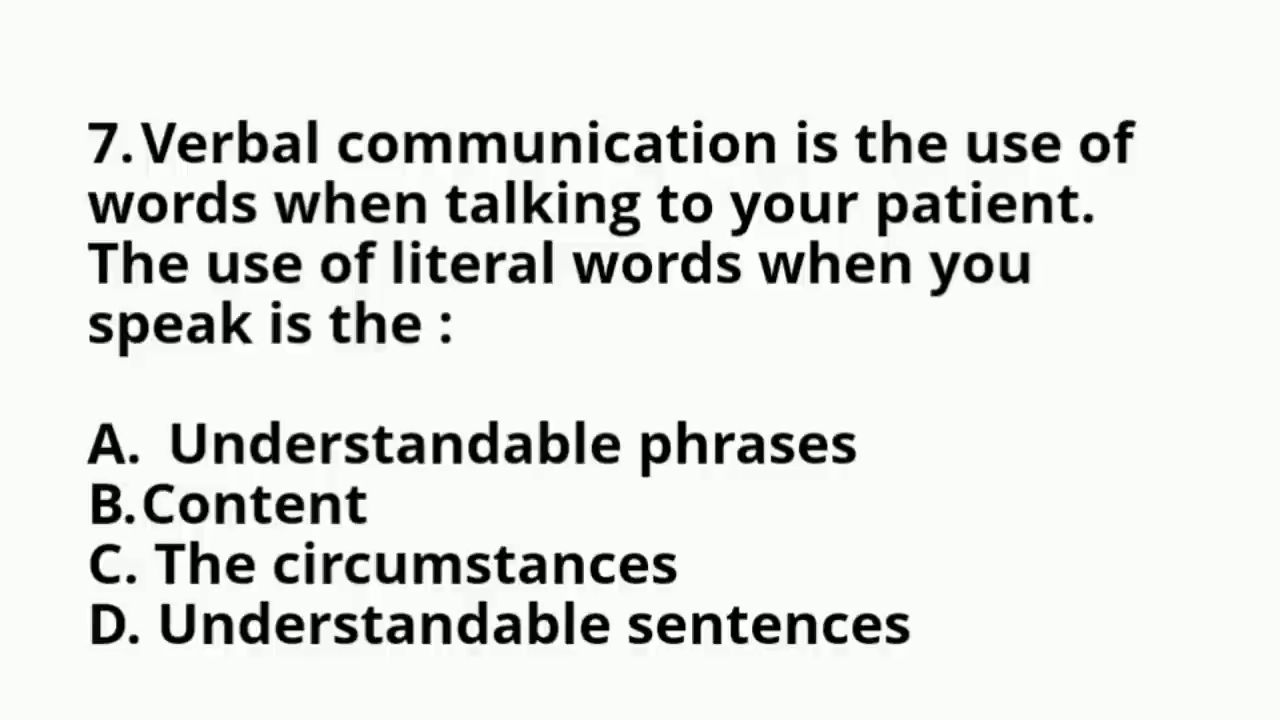 7. Verbal communication is the use of
words when talking to your patient.
The use of literal words when you
speak is the :
A. Understandable phrases
B. Content
C. The circumstances
D. Understandable sentences